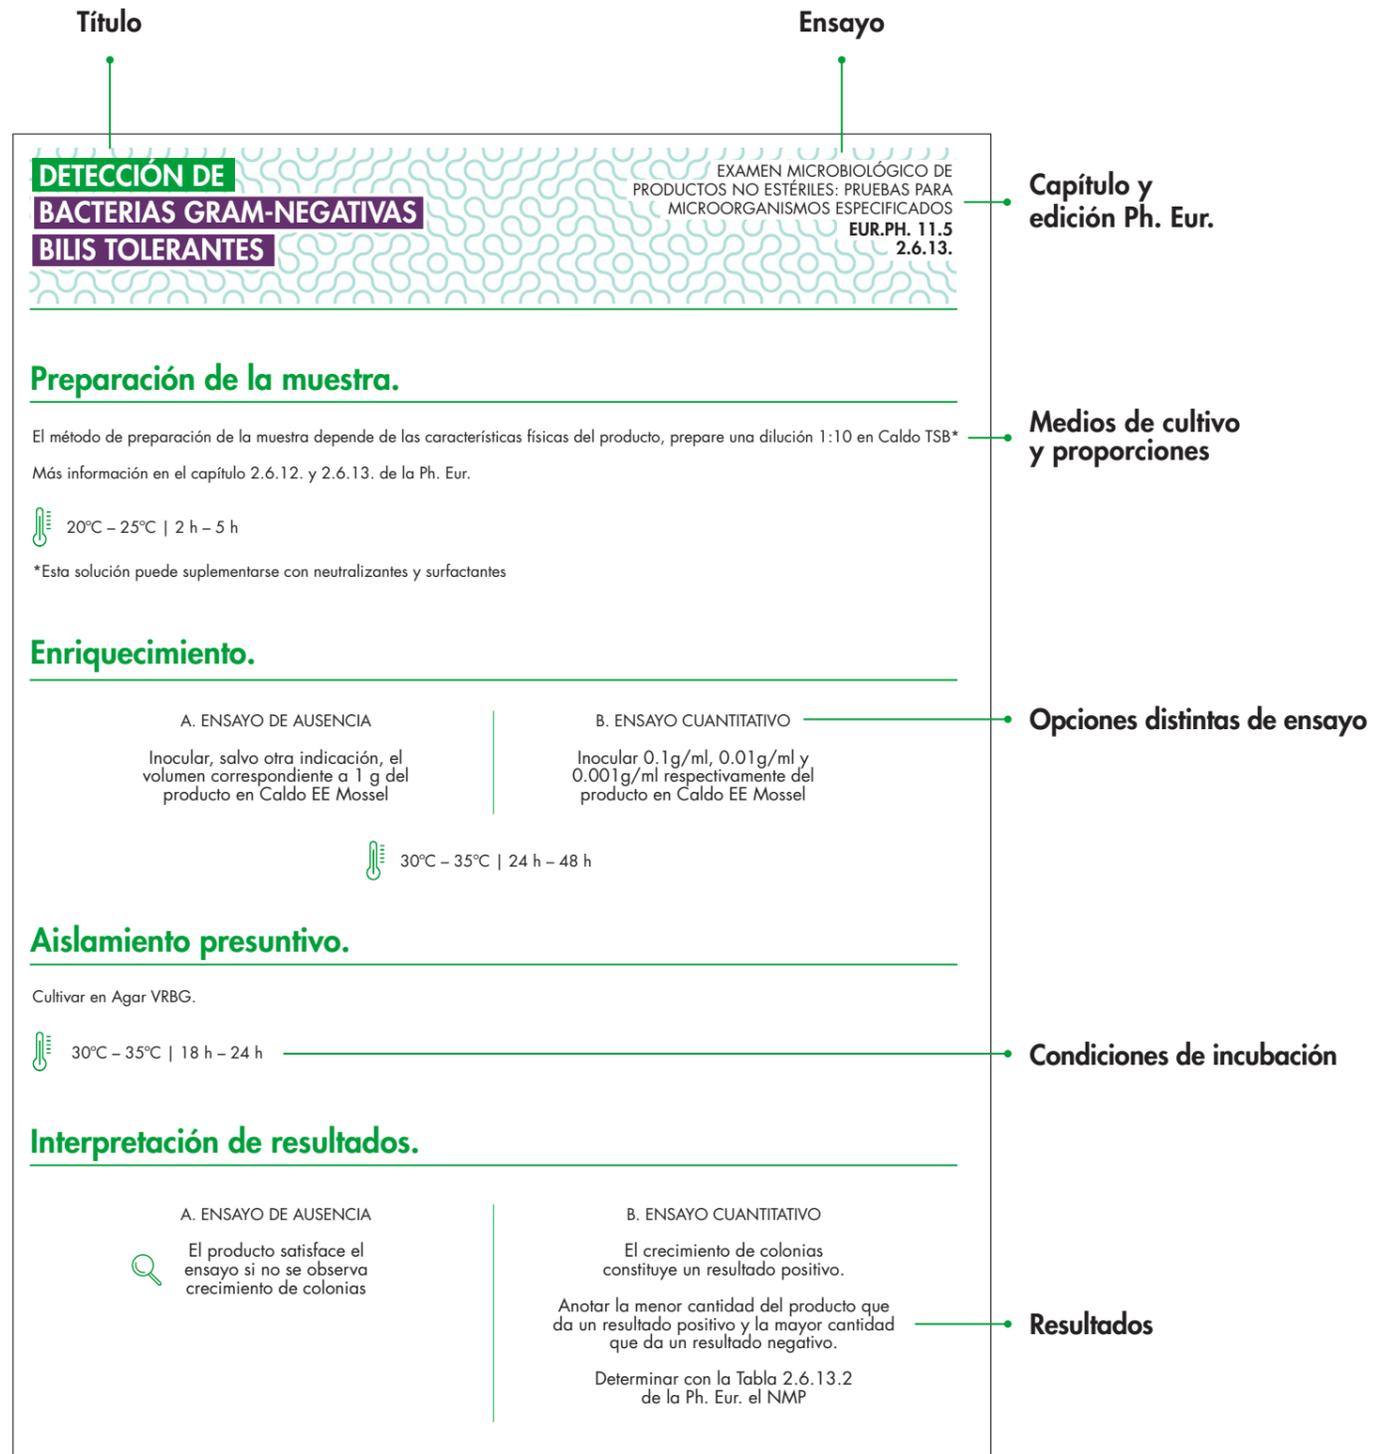 Título
Ensayo
DETECCIÓN DE
BACTERIAS GRAM-NEGATIVAS
BILIS TOLERANTES
EXAMEN MICROBIOLÓGICO DE
PRODUCTOS NO ESTÉRILES: PRUEBAS PARA
MICROORGANISMOS ESPECIFICADOS
EUR.PH. 11.5
2.6.13.
Capítulo y
edición Ph. Eur.
Preparación de la muestra.
El método de preparación de la muestra depende de las características físicas del producto, prepare una dilución 1:10 en Caldo TSB*
Medios de cultivo
y proporciones
Más información en el capítulo 2.6.12. y 2.6.13. de la Ph. Eur.
20ºC – 25ºC | 2 h – 5 h
*Esta solución puede suplementarse con neutralizantes y surfactantes
Enriquecimiento.
A. ENSAYO DE AUSENCIA
Inocular, salvo otra indicación, el
volumen correspondiente a 1 g del
producto en Caldo EE Mossel
B. ENSAYO CUANTITATIVO
Inocular 0.1g/ml, 0.01g/ml y
0.001g/ml respectivamente del
producto en Caldo EE Mossel
Opciones distintas de ensayo
30ºC – 35ºC | 24 h – 48 h
Aislamiento presuntivo.
Cultivar en Agar VRBG.
30ºC – 35ºC | 18 h – 24 h
Condiciones de incubación
Interpretación de resultados.
A. ENSAYO DE AUSENCIA
El producto satisface el
ensayo si no se observa
crecimiento de colonias
B. ENSAYO CUANTITATIVO
El crecimiento de colonias
constituye un resultado positivo.
Anotar la menor cantidad del producto que
da un resultado positivo y la mayor cantidad
que da un resultado negativo.
Determinar con la Tabla 2.6.13.2
de la Ph. Eur. el NMP
Resultados